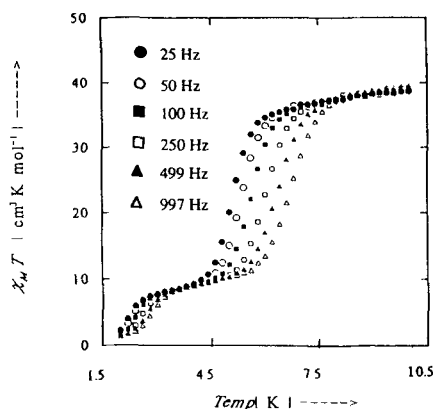 50
40
30
20
10
0
25 Hz
50 Hz
100 Hz
250 Hz
499 Hz
997 Hz
χM T | cm³ K mol⁻¹| ---->
1.5 4 5 7 5 10.5
Temp| K | ----->